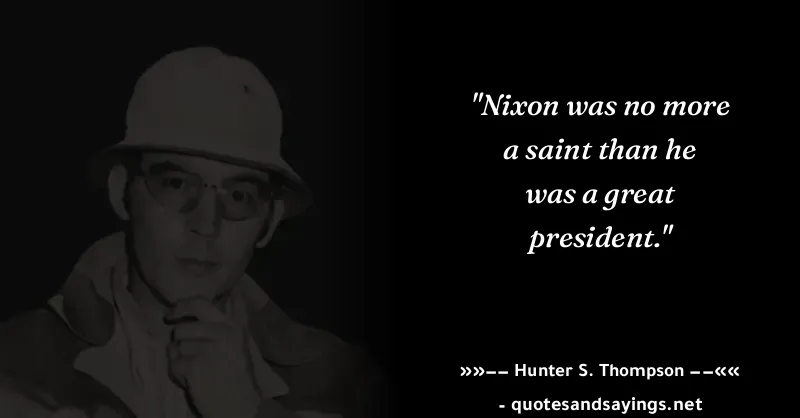 "Nixon was no more
a saint than he
was a great
president."
»»−− Hunter S. Thompson −−««
- quotesandsayings.net